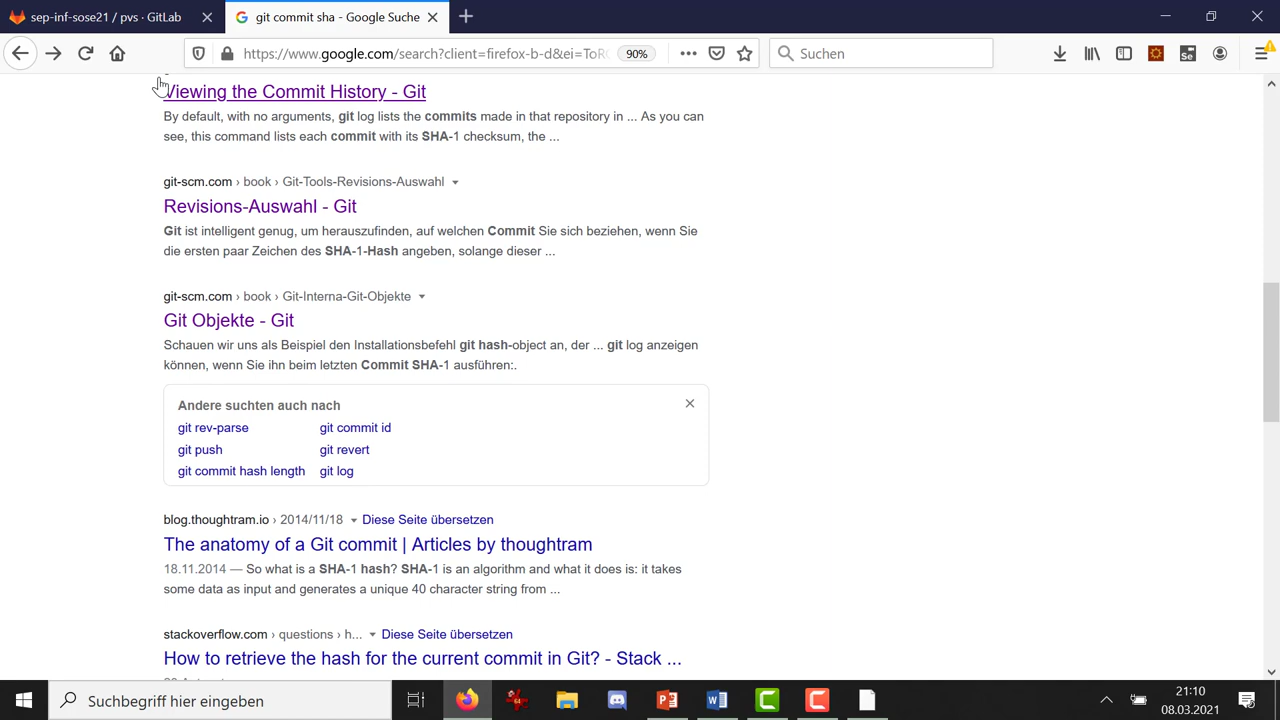 sep-inf-sose21 / pvs · GitLab
git commit sha - Google Suche
https://www.google.com/search?client=firefox-b-d&ei=ToR
90%
Suchen
Viewing the Commit History - Git
By default, with no arguments, git log lists the commits made in that repository in ... As you can
see, this command lists each commit with its SHA-1 checksum, the ...
git-scm.com › book › Git-Tools-Revisions-Auswahl
Revisions-Auswahl - Git
Git ist intelligent genug, um herauszufinden, auf welchen Commit Sie sich beziehen, wenn Sie
die ersten paar Zeichen des SHA-1-Hash angeben, solange dieser ...
git-scm.com › book › Git-Interna-Git-Objekte
Git Objekte - Git
Schauen wir uns als Beispiel den Installationsbefehl git hash-object an, der ... git log anzeigen
können, wenn Sie ihn beim letzten Commit SHA-1 ausführen:.
Andere suchten auch nach
git rev-parse git commit id
git push git revert
git commit hash length git log
blog.thoughtram.io › 2014/11/18 Diese Seite übersetzen
The anatomy of a Git commit | Articles by thoughtram
18.11.2014 — So what is a SHA-1 hash? SHA-1 is an algorithm and what it does is: it takes
some data as input and generates a unique 40 character string from ...
stackoverflow.com › questions › h... Diese Seite übersetzen
How to retrieve the hash for the current commit in Git? - Stack ...
Suchbegriff hier eingeben
21:10
08.03.2021